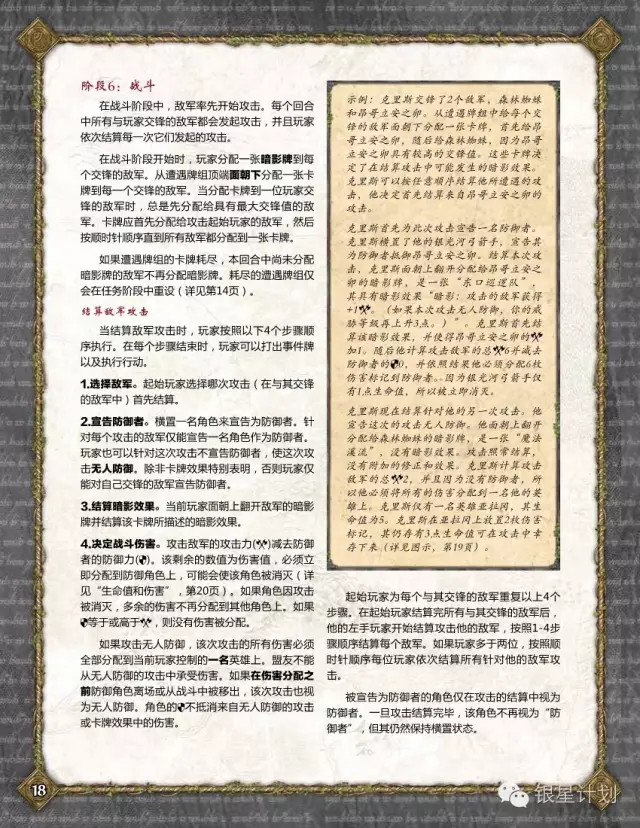 阶段6：战斗
在战斗阶段中，敌军率先开始攻击。每个回合
中所有与玩家交锋的敌军都会发起攻击，并且玩家
依次结算每一次它们发起的攻击。
在战斗阶段开始时，玩家分配一张暗影牌到每
个交锋的敌军。从遭遇牌组顶端面朝下分配一张卡
牌到每一个交锋的敌军。当分配卡牌到一位玩家交
锋的敌军时，总是先分配给具有最大交锋值的敌
军。卡牌应首先分配给攻击起始玩家的敌军，然后
按顺时针顺序直到所有敌军都分配到一张卡牌。
如果遭遇牌组的卡牌耗尽，本回合中尚未分配
暗影牌的敌军不再分配暗影牌。耗尽的遭遇牌组仅
会在任务阶段中重设（详见第14页）。
结算敌军攻击
当结算敌军攻击时，玩家按照以下4个步骤顺
序执行。在每个步骤结束时，玩家可以打出事件牌
以及执行行动。
1.选择敌军。起始玩家选择哪次攻击（在与其交锋
的敌军中）首先结算。
2.宣告防御者。横置一名角色来宣告为防御者。针
对每个攻击的敌军仅能宣告一名角色作为防御者。
玩家也可以针对这次攻击不宣告防御者，使这次攻
击无人防御。除非卡牌效果特别表明，否则玩家仅
能对自己交锋的敌军宣告防御者。
3.结算暗影效果。当前玩家面朝上翻开敌军的暗影
牌并结算该卡牌所描述的暗影效果。
4.决定战斗伤害。攻击敌军的攻击力（）减去防御
者的防御力（）。该剩余的数值为伤害值，必须立
即分配到防御角色上，可能会使该角色被消灭（详
见“生命值和伤害”，第20页）。如果角色因攻击
被消灭，多余的伤害不再分配到其他角色上。如果
等于或高于，则没有伤害被分配。
如果攻击无人防御，该次攻击的所有伤害必须
全部分配到当前玩家控制的一名英雄上。盟友不能
从无人防御的攻击中承受伤害。如果在伤害分配之
前防御角色离场或从战斗中被移出，该次攻击也视
为无人防御。角色的不抵消来自无人防御的攻击
或卡牌效果中的伤害。
示例：克里斯交锋了2个敌军，森林蜘蛛
和昂哥立安之卵。从遭遇牌组中给每个交
锋的敌军面朝下分配一张卡牌，首先给昂
哥立安之卵，随后给森林蜘蛛，因为昂哥
立安之卵具有较高的交锋值。这些卡牌决
定了在结算攻击中可能发生的暗影效果。
克里斯可以按任意顺序结算他所遭遇的攻
击，他决定首先结算来自昂哥立安之卵的
攻击。
克里斯首先为此次攻击宣告一名防御者。
克里斯横置了他的银光河弓箭手，宣告其
为防御者抵御昂哥立安之卵。结算本次攻
击，克里斯面朝上翻开分配给昂哥立安之
卵的暗影牌，是一张“东口巡逻队”，
其具有暗影效果“暗影：攻击的敌军获得
+1。（如果本次攻击无人防御，你的威
胁等级再上升3点。）”。克里斯首先结
算该暗影效果，并使得昂哥立安之卵的
加1。随后他计算攻击敌军的总6并减去
防御者的0，并依照结果他必须分配6枚
伤害标记到防御者。因为银光河弓箭手仅
有1点生命值，所以被立即消灭。
克里斯现在结算针对他的另一次攻击。他
宣告这次的攻击无人防御。他面朝上翻开
分配给森林蜘蛛的暗影牌，是一张“魔法
溪流”，没有暗影效果。攻击照常结算，
没有附加的修正和效果。克里斯计算攻击
敌军的总2，并且因为没有防御者，所
以他必须将所有的伤害分配到一名他的英
雄上。克里斯仅有一名英雄亚拉冈，其生
命值为5。克里斯在亚拉冈上放置2枚伤害
标记，其仍存有3点生命值可在攻击中幸
存下来（详见图示，第19页）。
起始玩家为每个与其交锋的敌军重复以上4个
步骤。在起始玩家结算完所有与其交锋的敌军后，
他的左手玩家开始结算攻击他的敌军，按照1-4步
骤顺序结算每个敌军。如果玩家多于两位，按照顺
时针顺序每位玩家依次结算所有针对他的敌军攻
击。
被宣告为防御者的角色仅在攻击的结算中视为
防御者。一旦攻击结算完毕，该角色不再视为“防
御者”，但其仍然保持横置状态。
18
银星计划